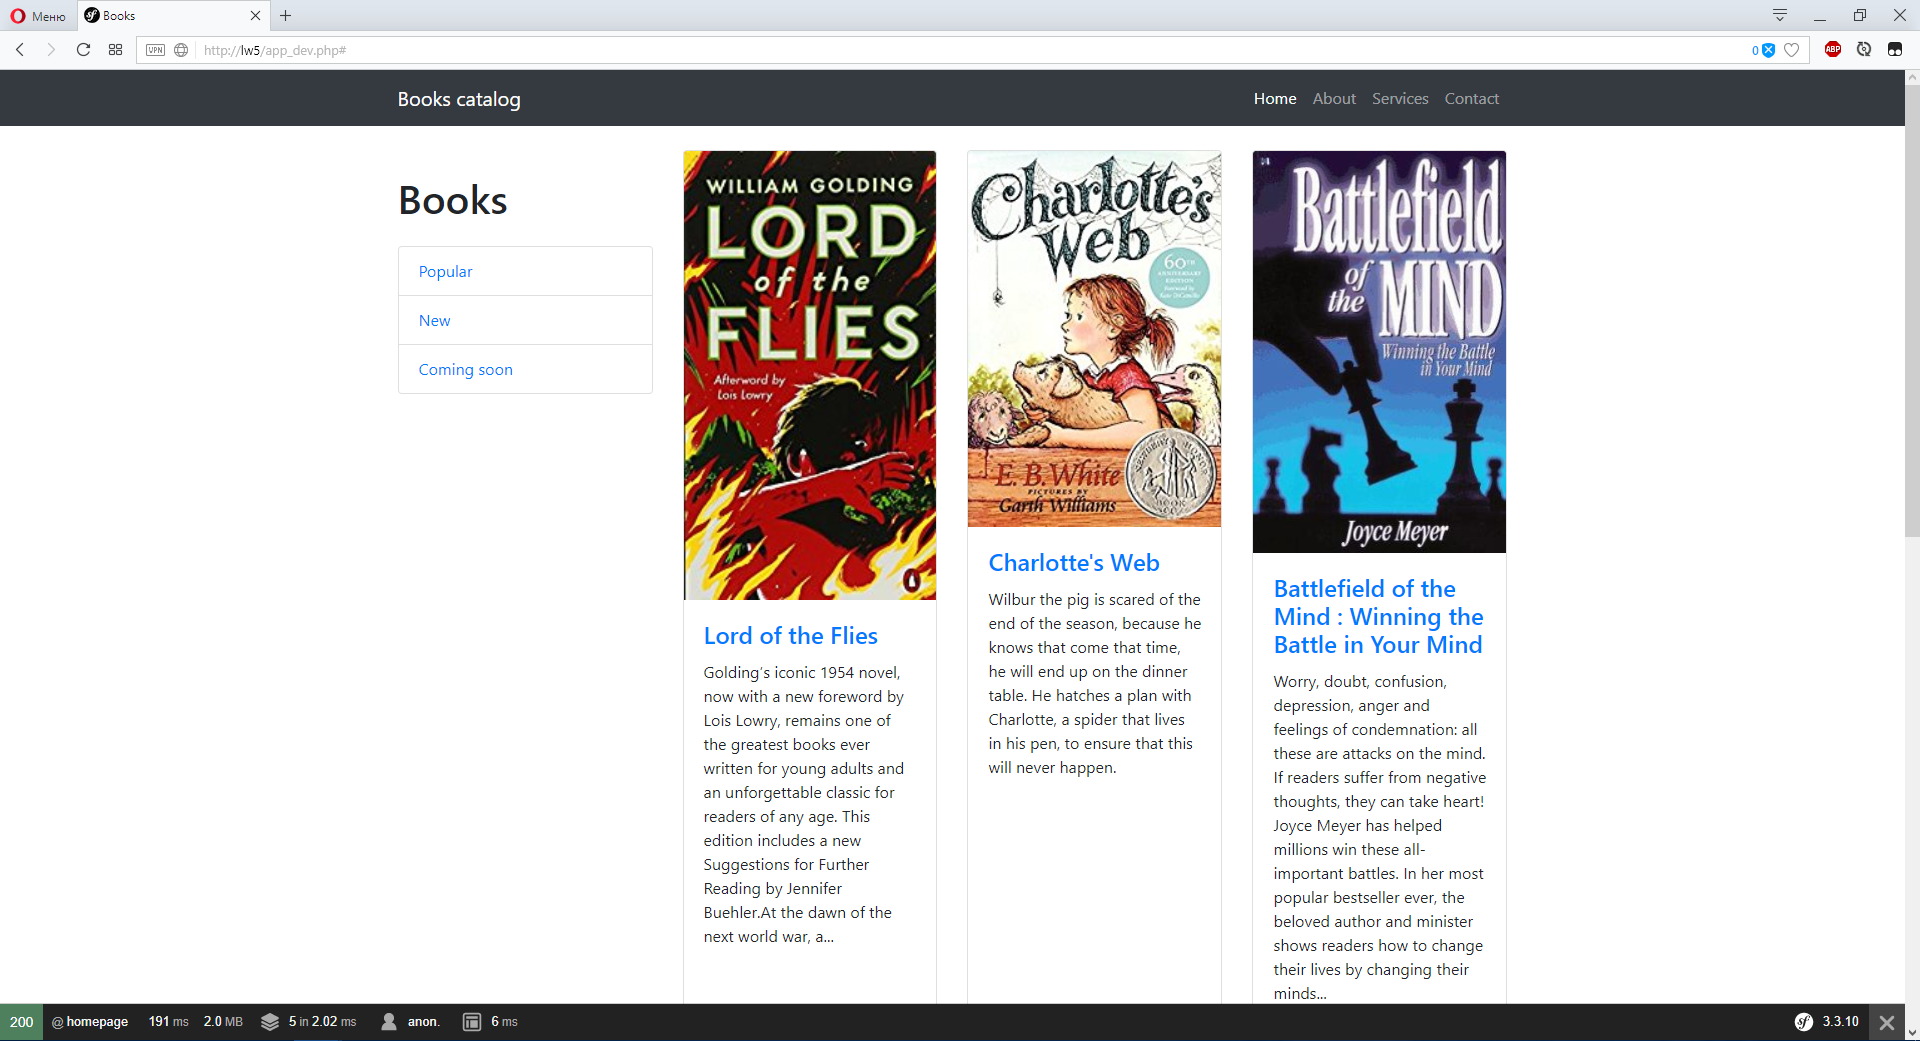 Меню
Books
VPN
http://lw5/app_dev.php#
0
ABP
Books catalog
Home
About
Services
Contact
Books
Popular
New
Coming soon
WILLIAM GOLDING
LORD
of the
FLIES
Afterword by
Lois Lowry
Lord of the Flies
Golding’s iconic 1954 novel,
now with a new foreword by
Lois Lowry, remains one of
the greatest books ever
written for young adults and
an unforgettable classic for
readers of any age. This
edition includes a new
Suggestions for Further
Reading by Jennifer
Buehler.At the dawn of the
next world war, a...
Charlotte's
Web
60TH
ANNIVERSARY
EDITION
Foreword by
Kate DiCamillo
E. B. White
PICTURES BY
Garth Williams
Charlotte's Web
Wilbur the pig is scared of the
end of the season, because he
knows that come that time,
he will end up on the dinner
table. He hatches a plan with
Charlotte, a spider that lives
in his pen, to ensure that this
will never happen.
Battlefield
of
the MIND
Winning the Battle
in Your Mind
Joyce Meyer
Battlefield of the
Mind : Winning the
Battle in Your Mind
Worry, doubt, confusion,
depression, anger and
feelings of condemnation: all
these are attacks on the mind.
If readers suffer from negative
thoughts, they can take heart!
Joyce Meyer has helped
millions win these all-
important battles. In her most
popular bestseller ever, the
beloved author and minister
shows readers how to change
their lives by changing their
minds...
200
@ homepage
191 ms
2.0 MB
5 in 2.02 ms
anon.
6 ms
3.3.10